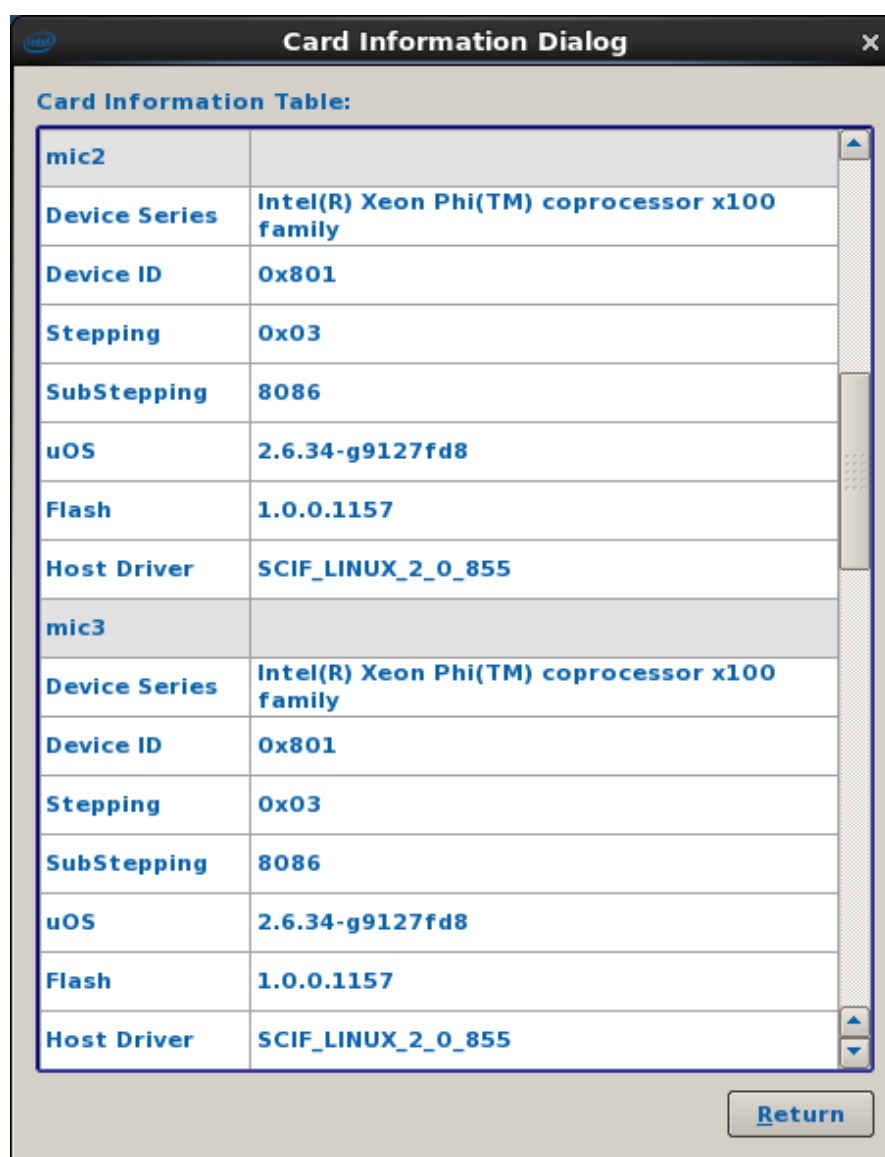 intel
Card Information Dialog
Card Information Table:
mic2
Device Series Intel(R) Xeon Phi(TM) coprocessor x100
family
Device ID 0x801
Stepping 0x03
SubStepping 8086
uOS 2.6.34-g9127fd8
Flash 1.0.0.1157
Host Driver SCIF_LINUX_2_0_855
mic3
Device Series Intel(R) Xeon Phi(TM) coprocessor x100
family
Device ID 0x801
Stepping 0x03
SubStepping 8086
uOS 2.6.34-g9127fd8
Flash 1.0.0.1157
Host Driver SCIF_LINUX_2_0_855
Return